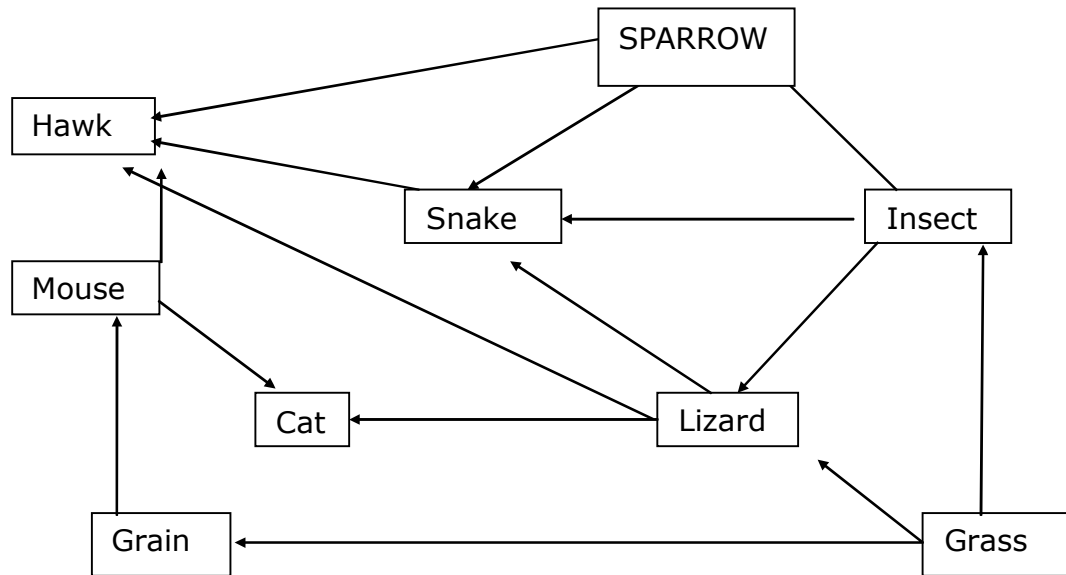 SPARROW
Hawk
Snake
Insect
Mouse
Cat
Lizard
Grain
Grass